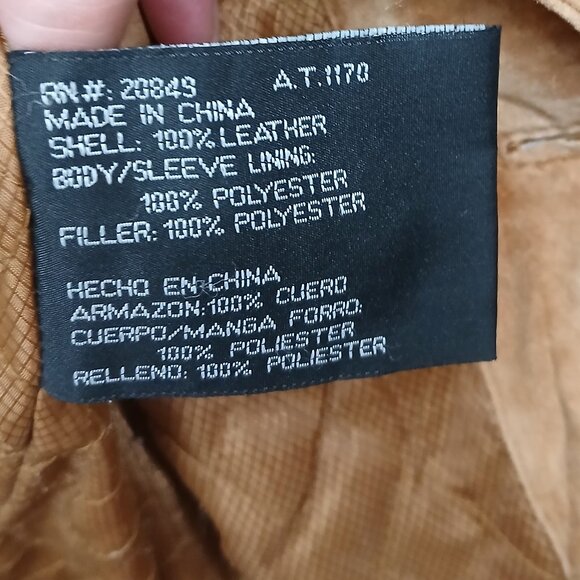 RN.#: 20849 A.T.1170
MADE IN CHINA
SHELL: 100% LEATHER
BODY/SLEEVE LINING:
100% POLYESTER
FILLER: 100% POLYESTER
HECHO EN CHINA
ARMAZON:100% CUERO
CUERPO/MANGA FORRO:
100% POLIESTER
RELLENO: 100% POLIESTER